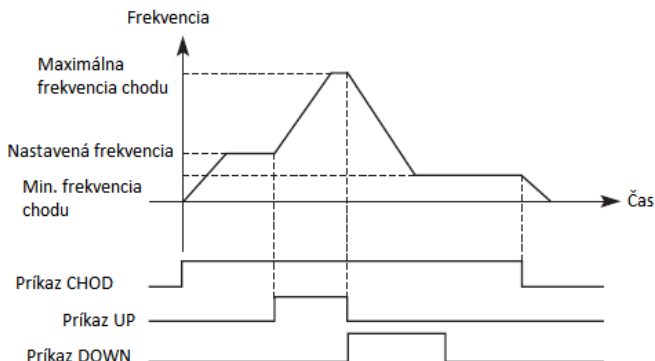 Frekvencia
Maximálna
frekvencia chodu
Nastavená frekvencia
Min. frekvencia
chodu
Čas
Príkaz CHOD
Príkaz UP
Príkaz DOWN